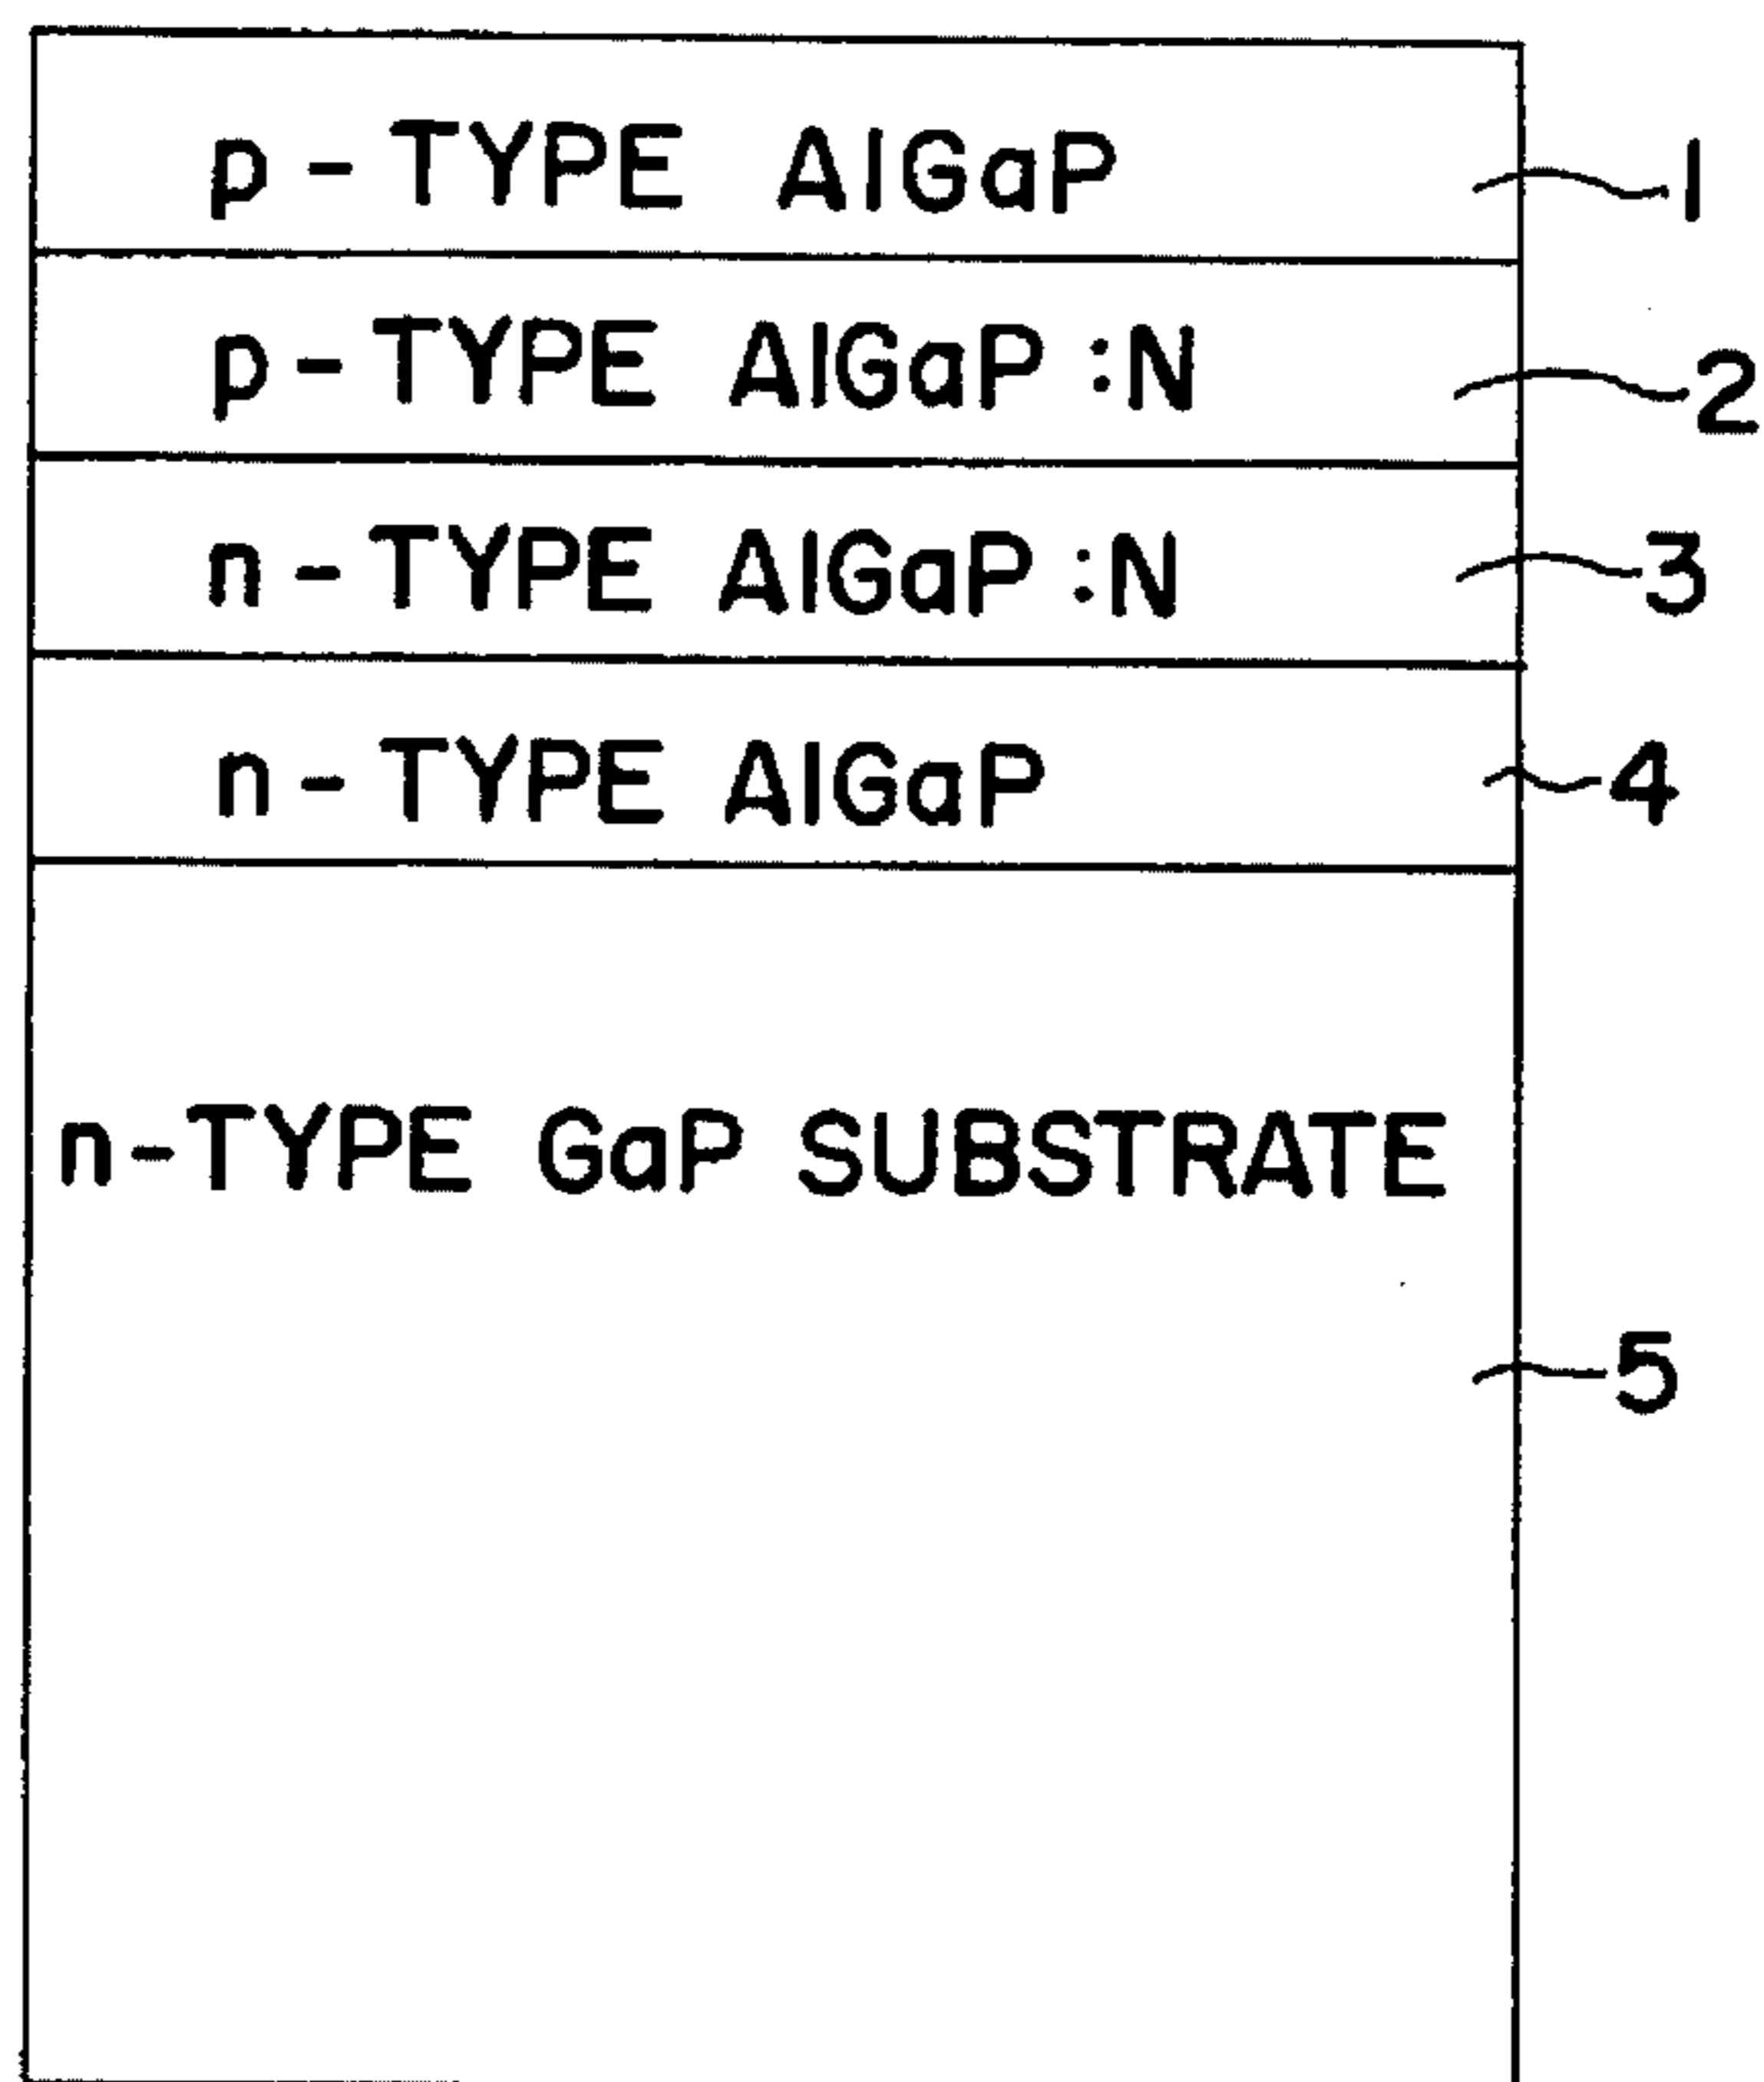 p-TYPE AlGaP 1
p-TYPE AlGaP:N 2
n-TYPE AlGaP:N 3
n-TYPE AlGaP 4
n-TYPE GaP SUBSTRATE
5